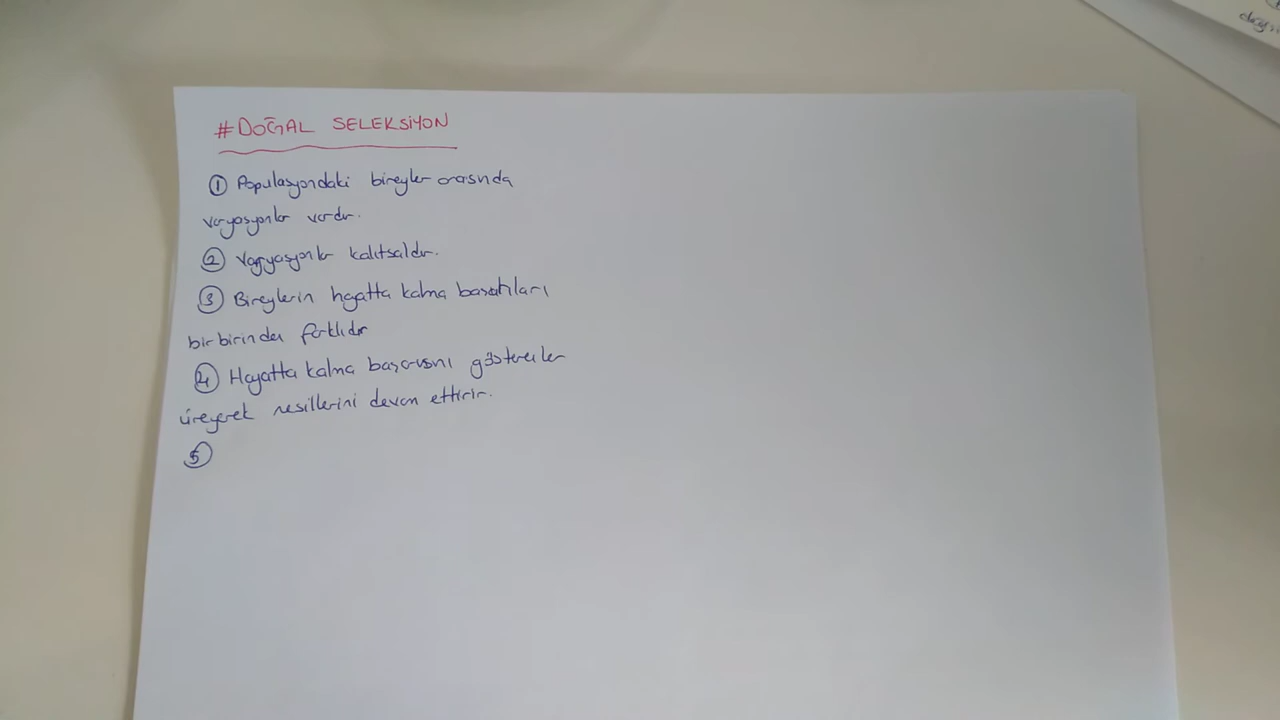 #DOĞAL SELEKSİYON
① Populasyondaki bireyler arasında
varyasyonlar vardır.
② Varyasyonlar kalıtsaldır.
③ Bireylerin hayatta kalma başarıları
birbirinden farklıdır
④ Hayatta kalma başarısını gösterenler
üreyerek nesillerini devam ettirir.
⑤